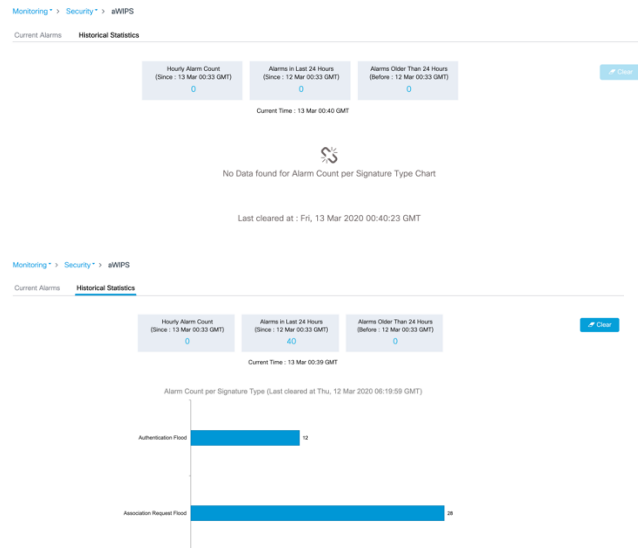 Monitoring > Security > aWIPS
Current Alarms Historical Statistics
Hourly Alarm Count
(Since : 13 Mar 00:33 GMT)
0
Alarms in Last 24 Hours
(Since : 12 Mar 00:33 GMT)
0
Alarms Older Than 24 Hours
(Before : 12 Mar 00:33 GMT)
0
Clear
Current Time : 13 Mar 00:40 GMT
No Data found for Alarm Count per Signature Type Chart
Last cleared at : Fri, 13 Mar 2020 00:40:23 GMT
Monitoring > Security > aWIPS
Current Alarms Historical Statistics
Hourly Alarm Count
(Since : 13 Mar 00:33 GMT)
0
Alarms in Last 24 Hours
(Since : 12 Mar 00:33 GMT)
40
Alarms Older Than 24 Hours
(Before : 12 Mar 00:33 GMT)
0
Clear
Current Time : 13 Mar 00:39 GMT
Alarm Count per Signature Type (Last cleared at Thu, 12 Mar 2020 06:19:59 GMT)
Authentication Flood 12
Association Request Flood 28